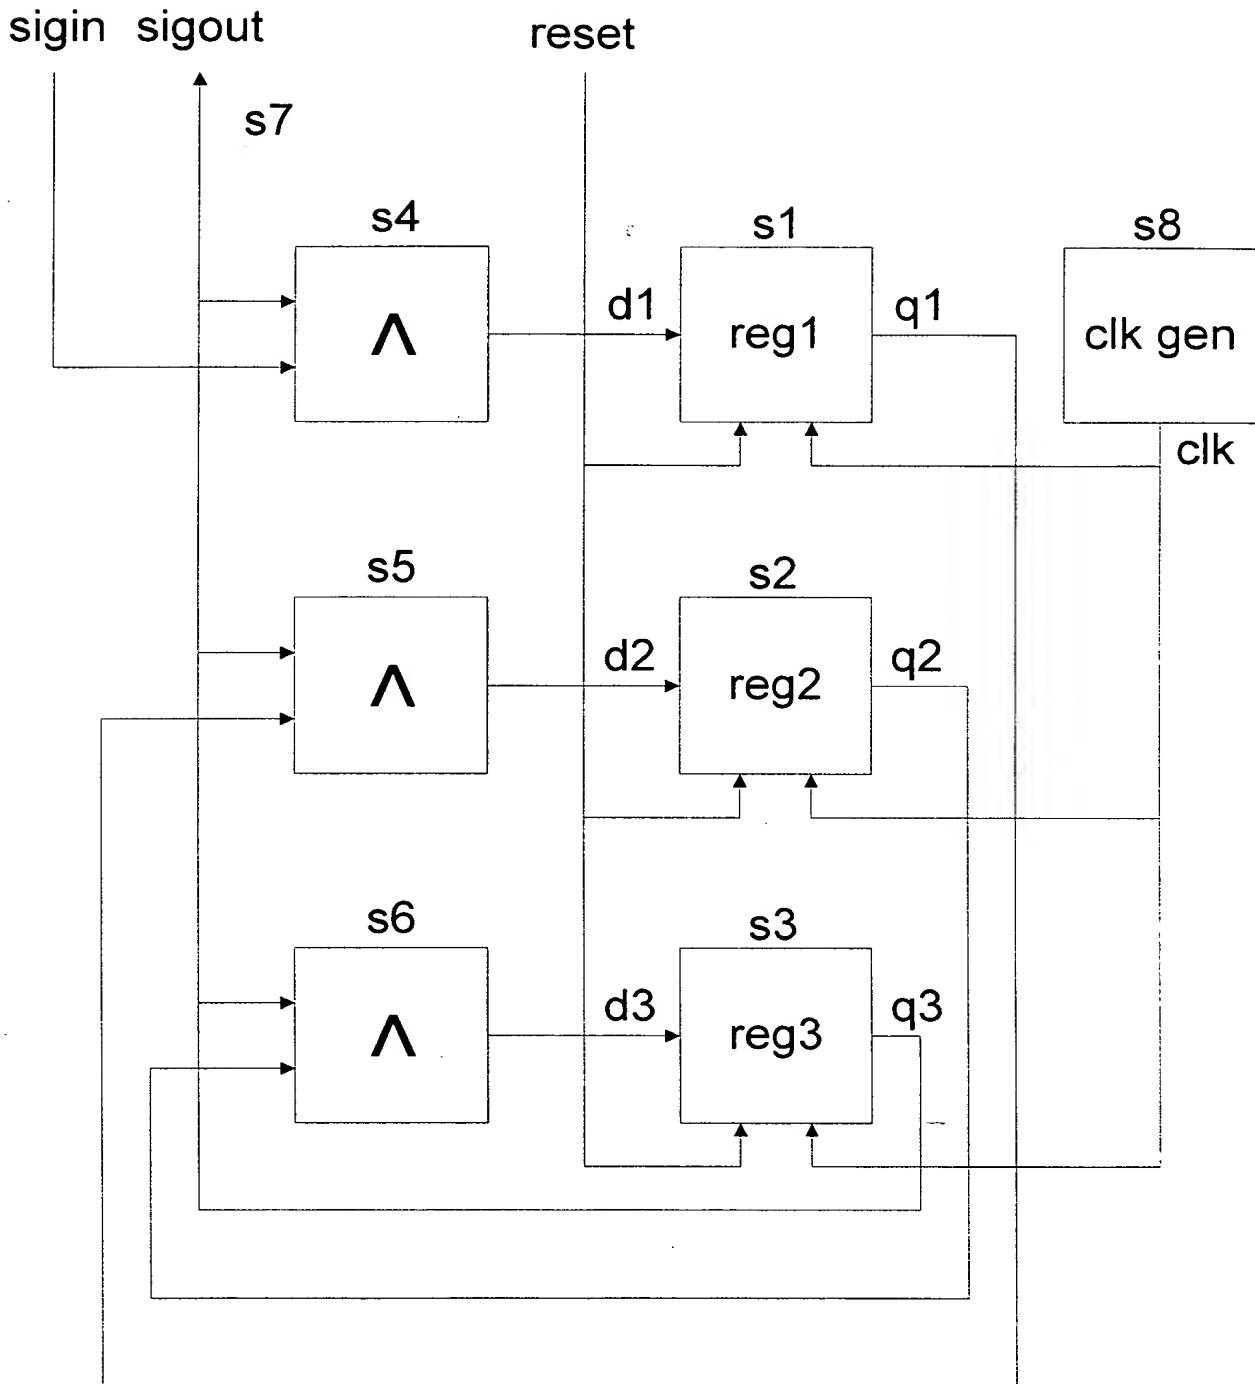 sigin sigout reset
s7
s4 s1 s8
d1 q1
∧ reg1 clk gen
clk
s5 s2
d2 q2
∧ reg2
s6 s3
d3 q3
∧ reg3